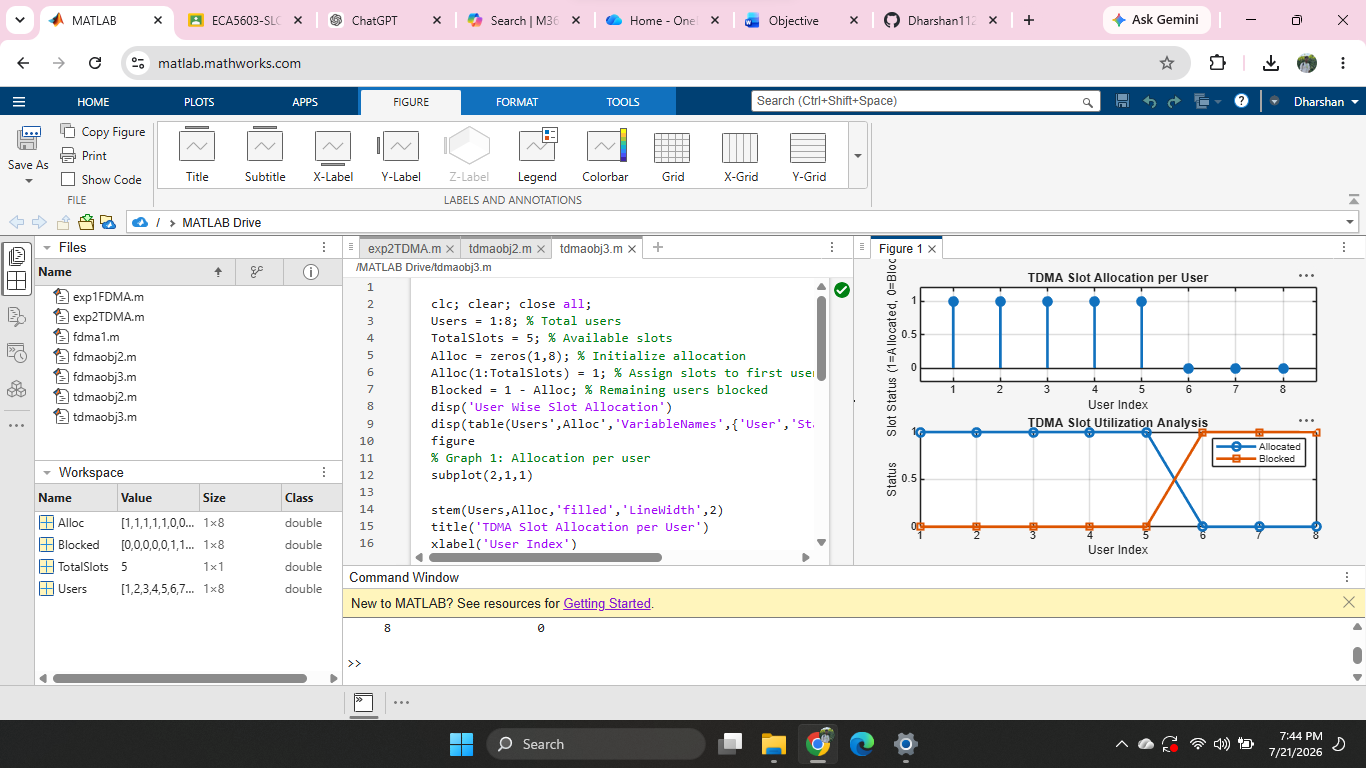 MATLAB
ECA5603-SLO
ChatGPT
Search | M36
Home - One
Objective
Dharshan112
Ask Gemini
matlab.mathworks.com
HOME
PLOTS
APPS
FIGURE
FORMAT
TOOLS
Search (Ctrl+Shift+Space)
Dharshan
Save As
Copy Figure
Print
Show Code
FILE
Title
Subtitle
X-Label
Y-Label
Z-Label
Legend
Colorbar
Grid
X-Grid
Y-Grid
LABELS AND ANNOTATIONS
/ > MATLAB Drive
Files
Name
exp1FDMA.m
exp2TDMA.m
fdma1.m
fdmaobj2.m
fdmaobj3.m
tdmaobj2.m
tdmaobj3.m
Workspace
Name Value Size Class
Alloc [1,1,1,1,1,0,0... 1×8 double
Blocked [0,0,0,0,0,1,1... 1×8 double
TotalSlots 5 1×1 double
Users [1,2,3,4,5,6,7... 1×8 double
exp2TDMA.m
tdmaobj2.m
tdmaobj3.m
/MATLAB Drive/tdmaobj3.m
1
2 clc; clear; close all;
3 Users = 1:8; % Total users
4 TotalSlots = 5; % Available slots
5 Alloc = zeros(1,8); % Initialize allocation
6 Alloc(1:TotalSlots) = 1; % Assign slots to first use
7 Blocked = 1 - Alloc; % Remaining users blocked
8 disp('User Wise Slot Allocation')
9 disp(table(Users',Alloc','VariableNames',{'User','Sta
10 figure
11 % Graph 1: Allocation per user
12 subplot(2,1,1)
13
14 stem(Users,Alloc,'filled','LineWidth',2)
15 title('TDMA Slot Allocation per User')
16 xlabel('User Index')
Figure 1
TDMA Slot Allocation per User
Slot Status (1=Allocated, 0=Bloc
1
0.5
0
1 2 3 4 5 6 7 8
User Index
TDMA Slot Utilization Analysis
Status
1
0.5
0
Allocated
Blocked
1 2 3 4 5 6 7 8
User Index
Command Window
New to MATLAB? See resources for Getting Started.
8 0
>>
Search
7:44 PM
7/21/2026